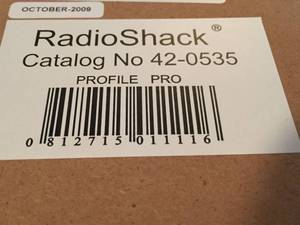 OCTOBER-2009
RadioShack®
Catalog No 42-0535
PROFILE PRO
0 812715 011116